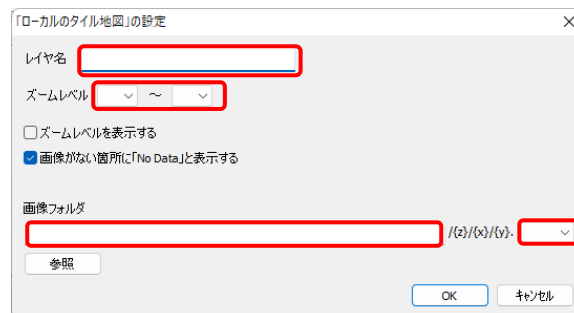 「ローカルのタイル地図」の設定
レイヤ名
ズームレベル ～
ズームレベルを表示する
画像がない箇所に「No Data」と表示する
画像フォルダ
/{z}/{x}/{y}.
参照
OK キャンセル